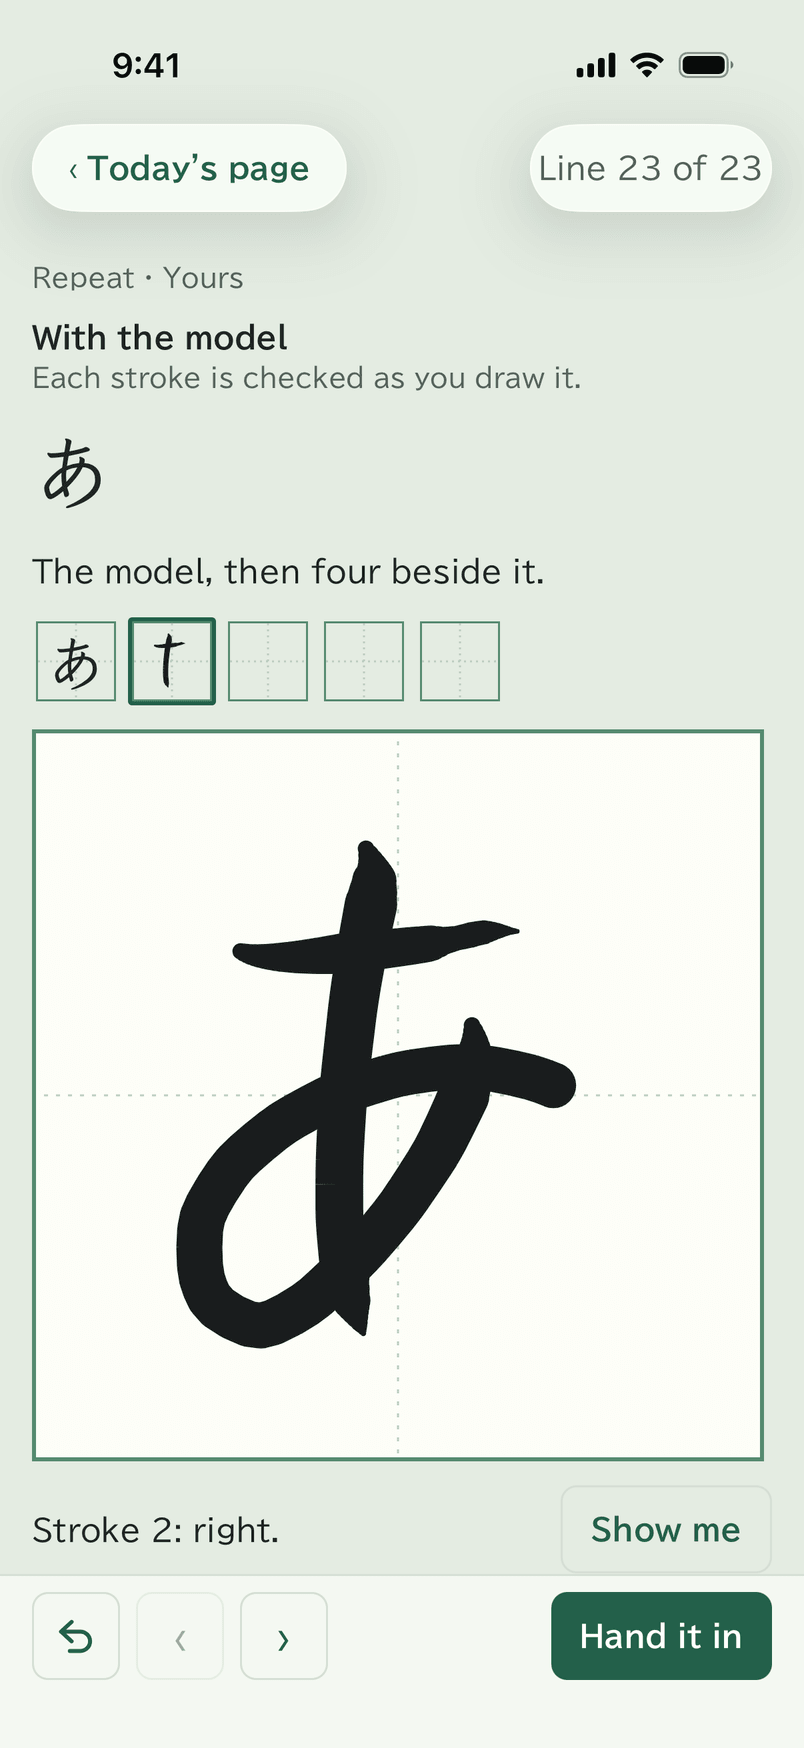 9:41
‹ Today’s page
Line 23 of 23
Repeat · Yours
With the model
Each stroke is checked as you draw it.
あ
The model, then four beside it.
あ
あ
Stroke 2: right.
Show me
‹ ›
Hand it in